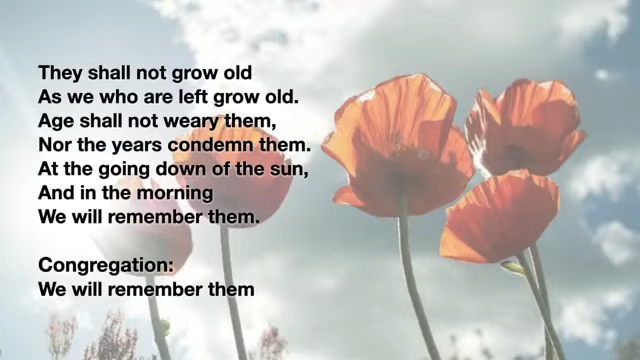 They shall not grow old
As we who are left grow old.
Age shall not weary them,
Nor the years condemn them.
At the going down of the sun,
And in the morning
We will remember them.
Congregation:
We will remember them